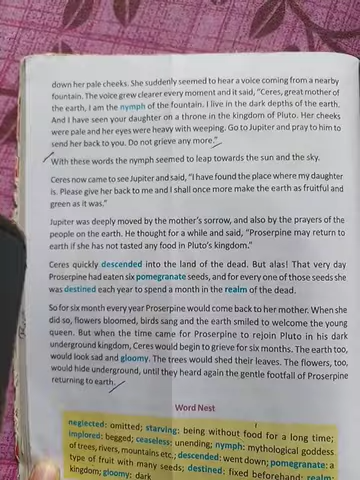 down her pale cheeks. She suddenly seemed to hear a voice coming from a nearby
fountain. The voice grew clearer every moment and it said, "Ceres, great mother of
the earth, I am the nymph of the fountain. I live in the dark depths of the earth.
And I have seen your daughter on a throne in the kingdom of Pluto. Her cheeks
were pale and her eyes were heavy with weeping. Go to Jupiter and pray to him to
send her back to you. Do not grieve any more."
With these words the nymph seemed to leap towards the sun and the sky.
Ceres now came to see Jupiter and said, "I have found the place where my daughter
is. Please give her back to me and I shall once more make the earth as fruitful and
green as it was."
Jupiter was deeply moved by the mother's sorrow, and also by the prayers of the
people on the earth. He thought for a while and said, "Proserpine may return to
earth if she has not tasted any food in Pluto's kingdom."
Ceres quickly descended into the land of the dead. But alas! That very day
Proserpine had eaten six pomegranate seeds, and for every one of those seeds she
was destined each year to spend a month in the realm of the dead.
So for six month every year Proserpine would come back to her mother. When she
did so, flowers bloomed, birds sang and the earth smiled to welcome the young
queen. But when the time came for Proserpine to rejoin Pluto in his dark
underground kingdom, Ceres would begin to grieve for six months. The earth too,
would look sad and gloomy. The trees would shed their leaves. The flowers, too,
would hide underground, until they heard again the gentle footfall of Proserpine
returning to earth.
Word Nest
neglected: omitted; starving: being without food for a long time;
implored: begged; ceaseless: unending; nymph: mythological goddess
of trees, rivers, mountains etc.; descended: went down; pomegranate: a
type of fruit with many seeds; destined: fixed beforehand; realm:
kingdom; gloomy: dark